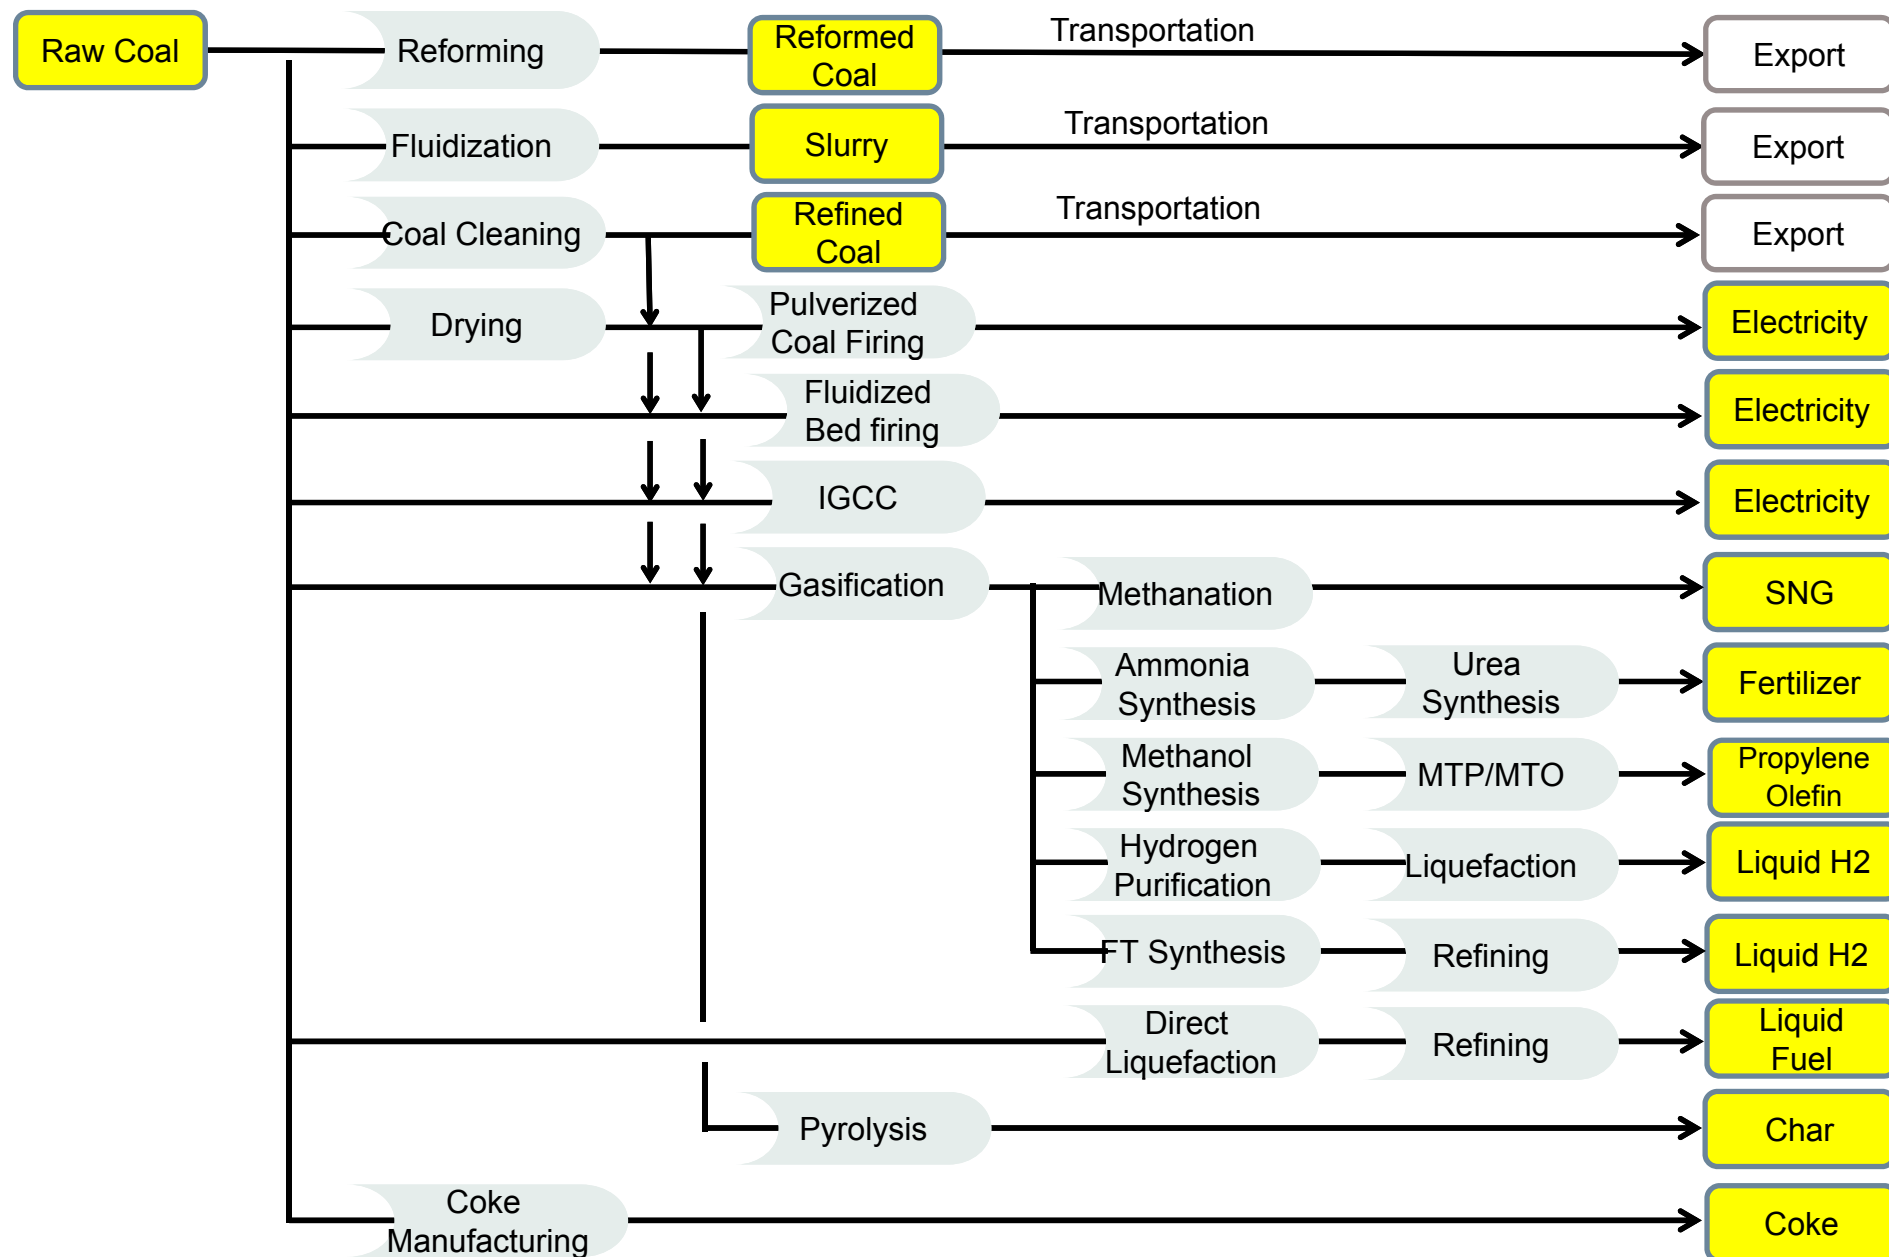 Raw Coal
Reforming
Reformed
Coal
Transportation
Export
Fluidization
Slurry
Transportation
Export
Coal Cleaning
Refined
Coal
Transportation
Export
Drying
Pulverized
Coal Firing
Electricity
Fluidized
Bed firing
Electricity
IGCC
Electricity
Gasification
Methanation
SNG
Ammonia
Synthesis
Urea
Synthesis
Fertilizer
Methanol
Synthesis
MTP/MTO
Propylene
Olefin
Hydrogen
Purification
Liquefaction
Liquid H2
FT Synthesis
Refining
Liquid H2
Direct
Liquefaction
Refining
Liquid
Fuel
Pyrolysis
Char
Coke
Manufacturing
Coke